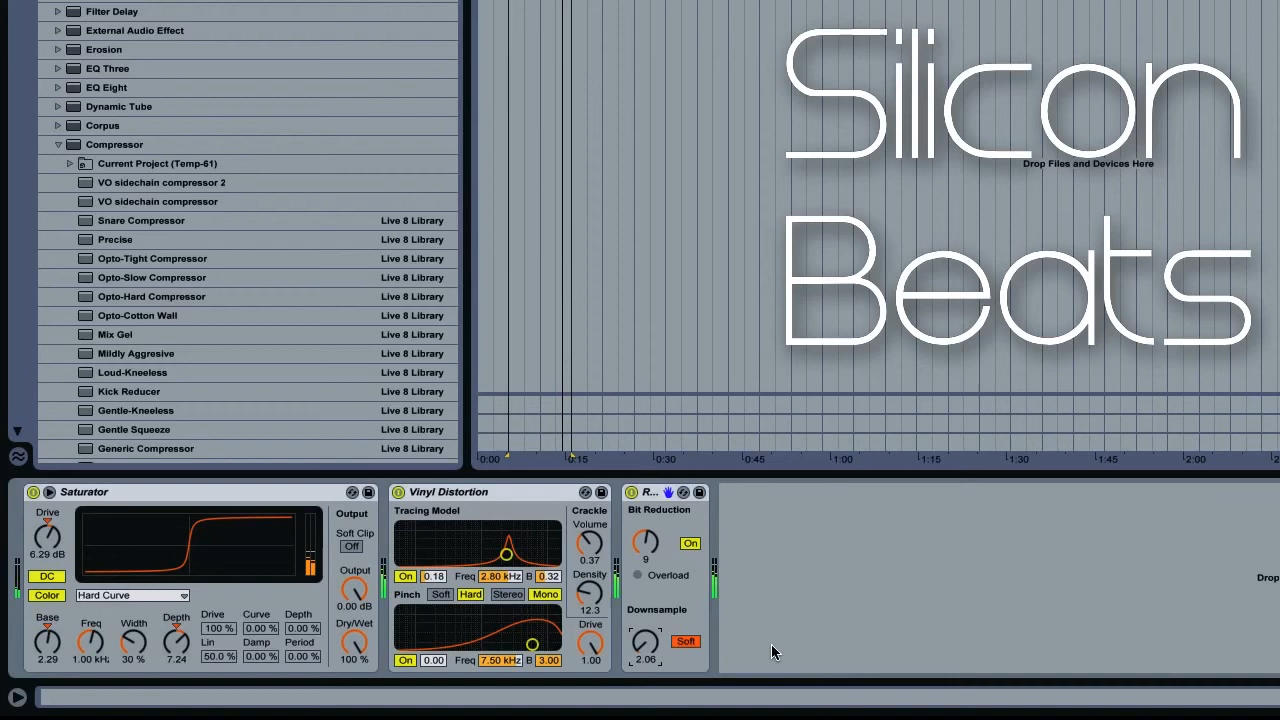 Filter Delay
External Audio Effect
Erosion
EQ Three
EQ Eight
Dynamic Tube
Corpus
Compressor
Current Project (Temp-61)
VO sidechain compressor 2
VO sidechain compressor
Snare Compressor Live 8 Library
Precise Live 8 Library
Opto-Tight Compressor Live 8 Library
Opto-Slow Compressor Live 8 Library
Opto-Hard Compressor Live 8 Library
Opto-Cotton Wall Live 8 Library
Mix Gel Live 8 Library
Mildly Aggresive Live 8 Library
Loud-Kneeless Live 8 Library
Kick Reducer Live 8 Library
Gentle-Kneeless Live 8 Library
Gentle Squeeze Live 8 Library
Generic Compressor Live 8 Library
Silicon
Drop Files and Devices Here
Beats
0:00 0:15 0:30 0:45 1:00 1:15 1:30 1:45 2:00
Saturator
Drive
6.29 dB
DC
Color
Hard Curve
Base
2.29
Freq
1.00 kHz
Width
30 %
Depth
7.24
Drive Curve Depth
100 % 0.00 % 0.00 %
Lin Damp Period
50.0 % 0.00 % 0.00 %
Output
Soft Clip
Off
Output
0.00 dB
Dry/Wet
100 %
Vinyl Distortion
Tracing Model
On 0.18 Freq 2.80 kHz B 0.32
Pinch Soft Hard Stereo Mono
On 0.00 Freq 7.50 kHz B 3.00
Crackle
Volume
0.37
Density
12.3
Drive
1.00
R...
Bit Reduction
9
On
Overload
Downsample
2.06
Soft
Drop